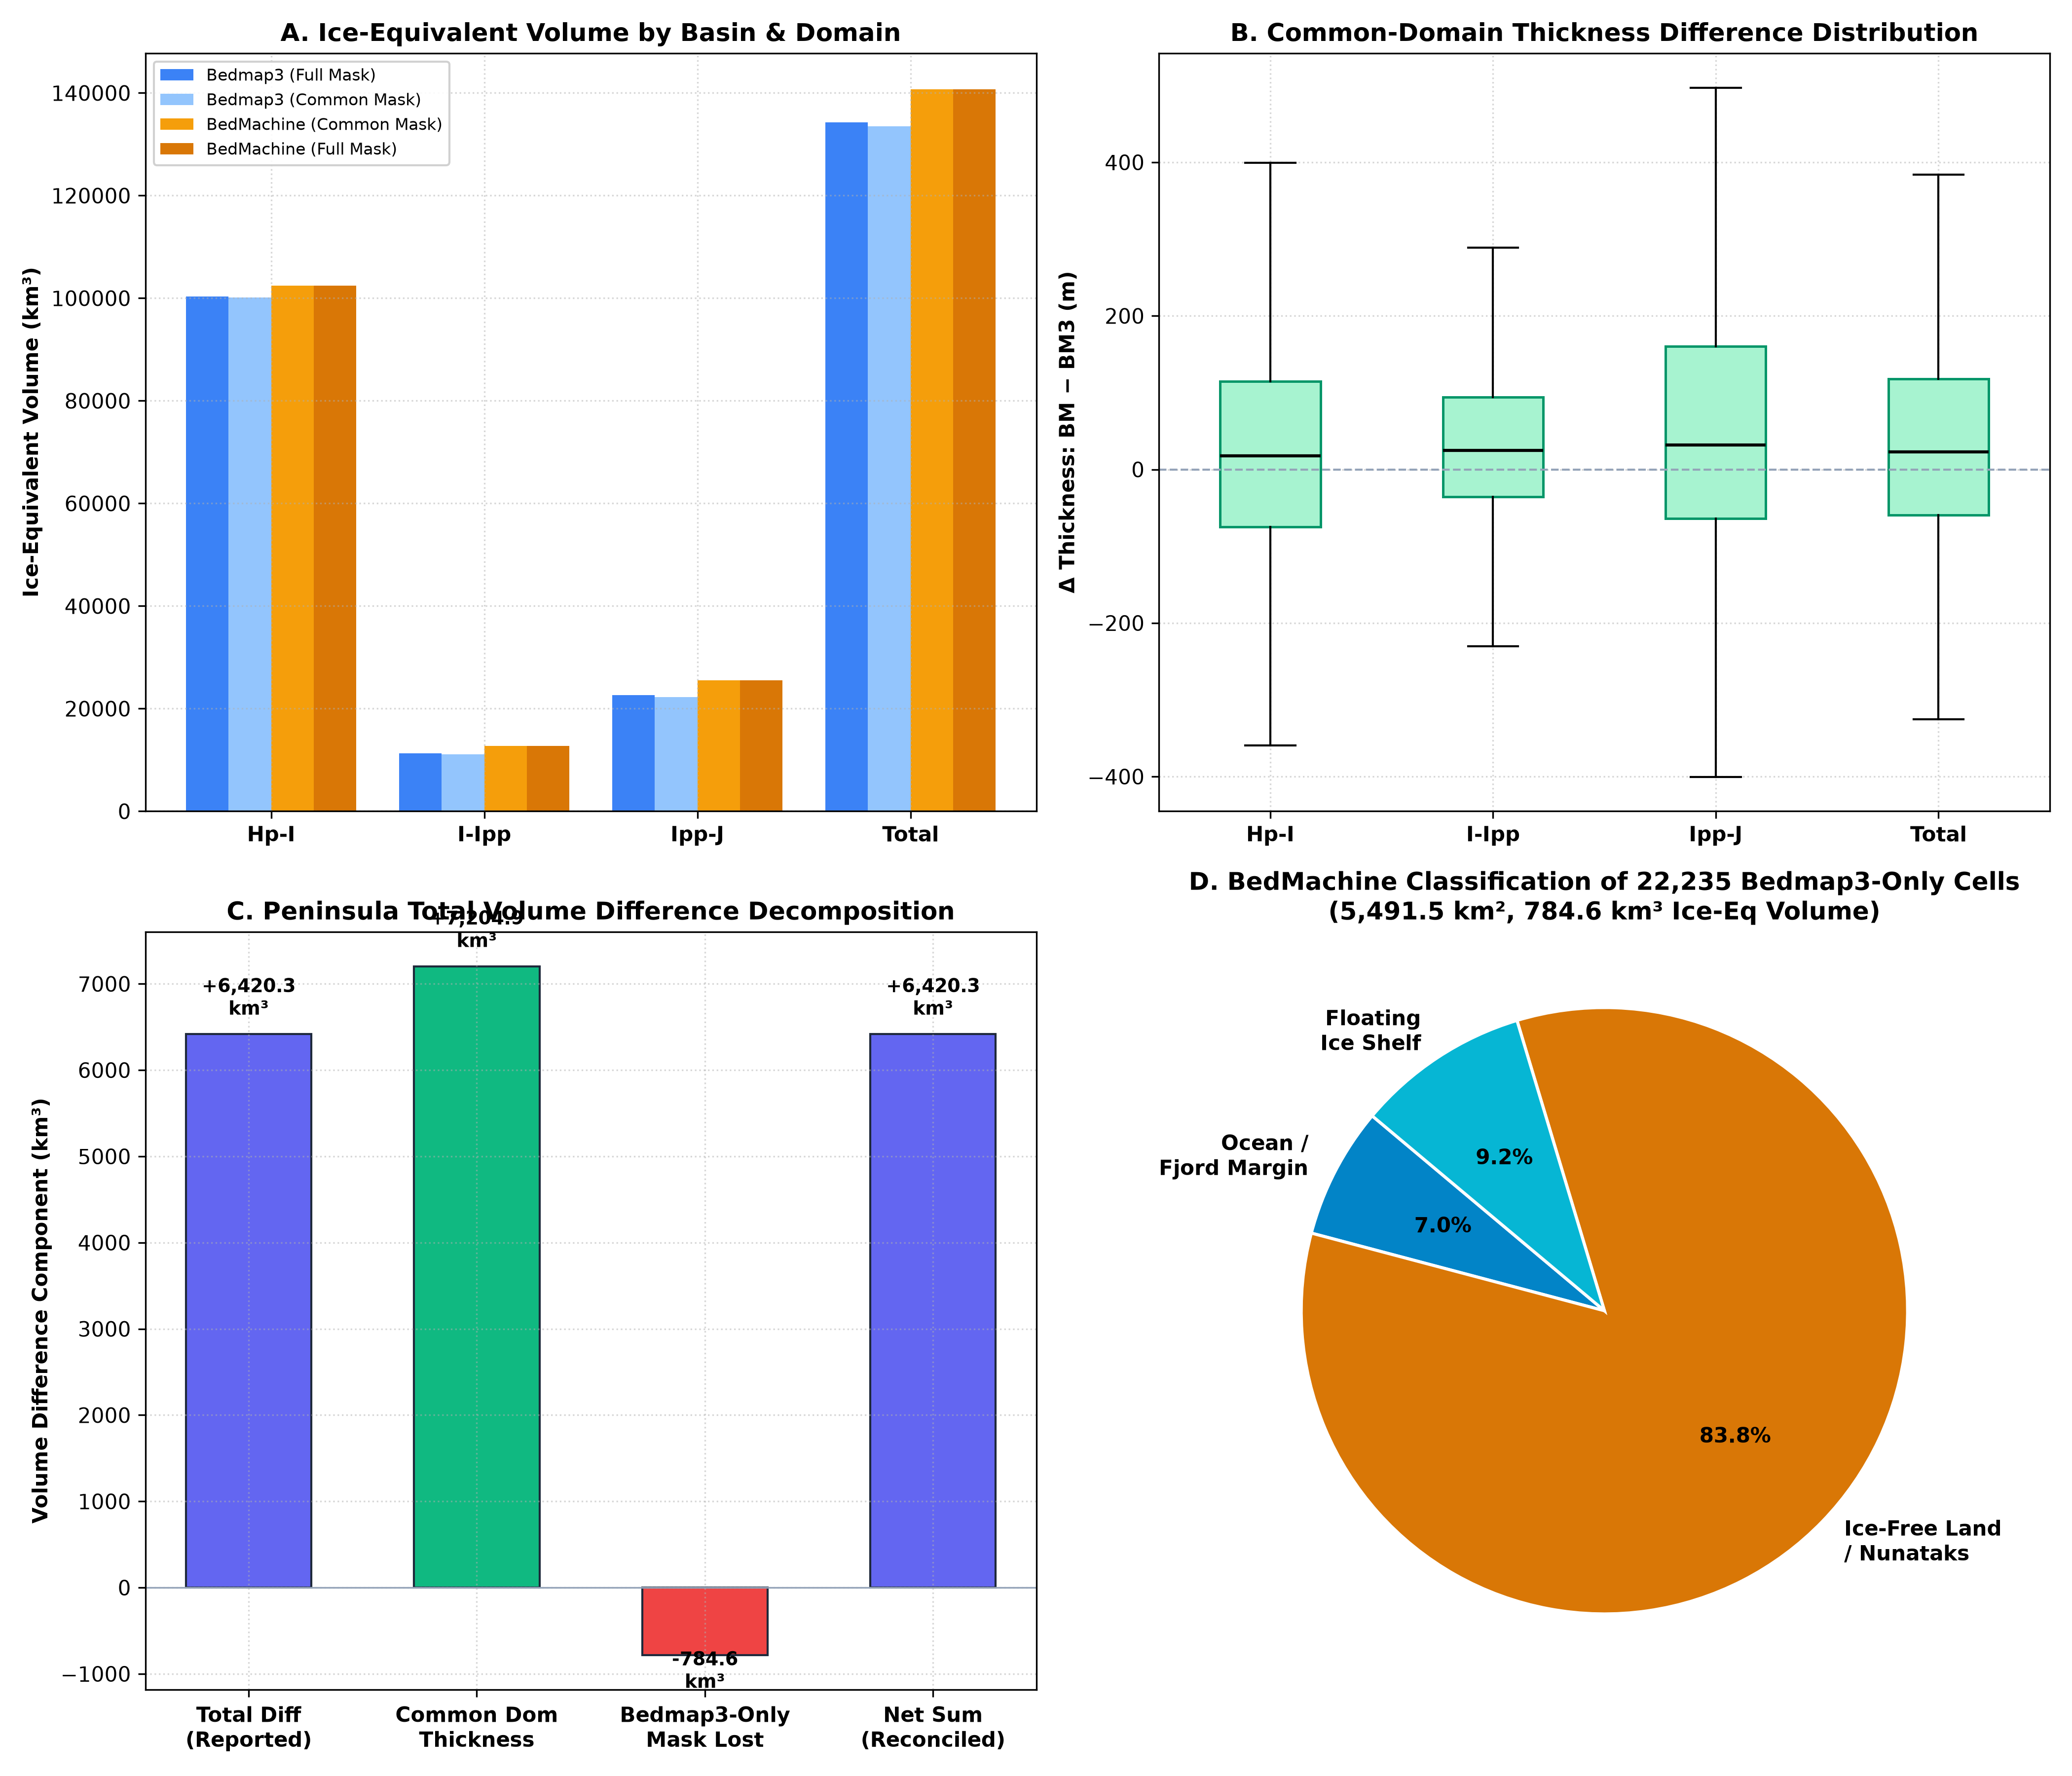 A. Ice-Equivalent Volume by Basin & Domain
Ice-Equivalent Volume (km³)
140000
120000
100000
80000
60000
40000
20000
0
Bedmap3 (Full Mask)
Bedmap3 (Common Mask)
BedMachine (Common Mask)
BedMachine (Full Mask)
Hp-I
I-Ipp
Ipp-J
Total
B. Common-Domain Thickness Difference Distribution
Δ Thickness: BM − BM3 (m)
400
200
0
−200
−400
Hp-I
I-Ipp
Ipp-J
Total
C. Peninsula Total Volume Difference Decomposition
Volume Difference Component (km³)
7000
6000
5000
4000
3000
2000
1000
0
−1000
+6,420.3
km³
+7,204.9
km³
-784.6
km³
+6,420.3
km³
Total Diff
(Reported)
Common Dom
Thickness
Bedmap3-Only
Mask Lost
Net Sum
(Reconciled)
D. BedMachine Classification of 22,235 Bedmap3-Only Cells
(5,491.5 km², 784.6 km³ Ice-Eq Volume)
Floating
Ice Shelf
9.2%
Ocean /
Fjord Margin
7.0%
83.8%
Ice-Free Land
/ Nunataks